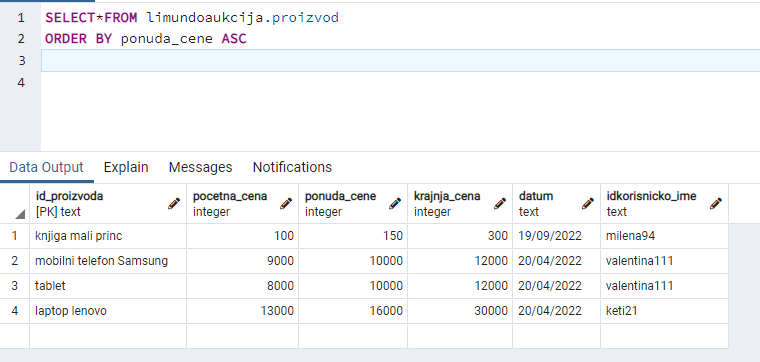 1 SELECT*FROM limundoaukcija.proizvod
2 ORDER BY ponuda_cene ASC
3
4
Data Output Explain Messages Notifications
id_proizvoda pocetna_cena ponuda_cene krajnja_cena datum idkorisnicko_ime
[PK] text integer integer integer text text
1 knjiga mali princ 100 150 300 19/09/2022 milena94
2 mobilni telefon Samsung 9000 10000 12000 20/04/2022 valentina111
3 tablet 8000 10000 12000 20/04/2022 valentina111
4 laptop lenovo 13000 16000 30000 20/04/2022 keti21